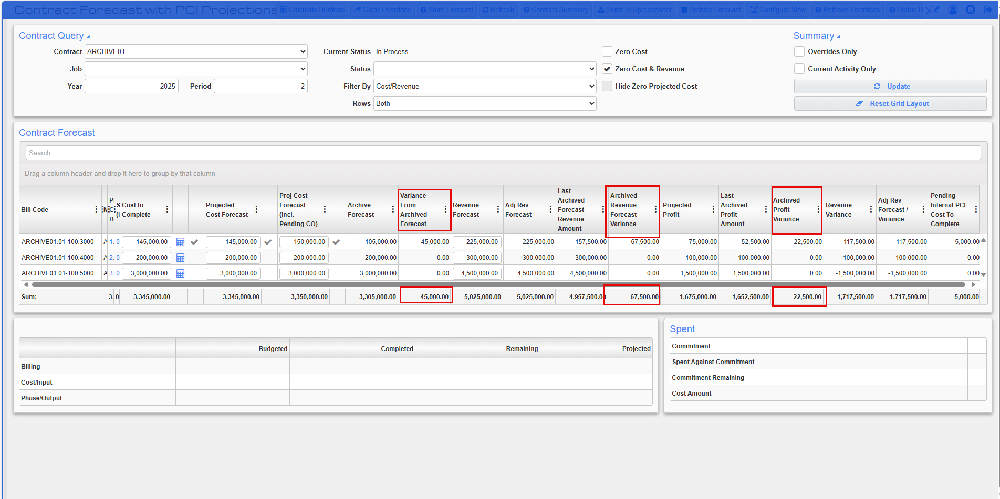 Contract Forecast with PCI Projections Calculate Burdens Clear Overrides Store Forecast Refresh Contract Summary Send To Spreadsheet Archive Forecast Configure View Retrieve Overrides Status H
Contract Query
Summary
Contract ARCHIVE01
Current Status In Process
Zero Cost
Overrides Only
Job
Status
Zero Cost & Revenue
Current Activity Only
Year 2025 Period 2
Filter By Cost/Revenue
Hide Zero Projected Cost
Update
Rows Both
Reset Grid Layout
Contract Forecast
Search...
Drag a column header and drop it here to group by that column
Bill Code
M
P
C
B
S
(I
Cost to
Complete
Projected
Cost Forecast
Proj Cost
Forecast
(Incl.
Pending CO)
Archive
Forecast
Variance
From
Archived
Forecast
Revenue
Forecast
Adj Rev
Forecast
Last
Archived
Forecast
Revenue
Amount
Archived
Revenue
Forecast
Variance
Projected
Profit
Last
Archived
Profit
Amount
Archived
Profit
Variance
Revenue
Variance
Adj Rev
Forecast /
Variance
Pending
Internal PCI
Cost To
Complete
ARCHIVE01.01-100.3000 A 1. 0 145,000.00 145,000.00 150,000.00 105,000.00 45,000.00 225,000.00 225,000.00 157,500.00 67,500.00 75,000.00 52,500.00 22,500.00 -117,500.00 -117,500.00 5,000.00
ARCHIVE01.01-100.4000 A 2. 0 200,000.00 200,000.00 200,000.00 200,000.00 0.00 300,000.00 300,000.00 300,000.00 0.00 100,000.00 100,000.00 0.00 -100,000.00 -100,000.00 0.00
ARCHIVE01.01-100.5000 A 3. 0 3,000,000.00 3,000,000.00 3,000,000.00 3,000,000.00 0.00 4,500,000.00 4,500,000.00 4,500,000.00 0.00 1,500,000.00 1,500,000.00 0.00 -1,500,000.00 -1,500,000.00 0.00
Sum: 3, 0 3,345,000.00 3,345,000.00 3,350,000.00 3,305,000.00 45,000.00 5,025,000.00 5,025,000.00 4,957,500.0 67,500.00 1,675,000.00 1,652,500.00 22,500.00 -1,717,500.00 -1,717,500.00 5,000.00
Budgeted Completed Remaining Projected
Billing
Cost/Input
Phase/Output
Spent
Commitment
Spent Against Commitment
Commitment Remaining
Cost Amount